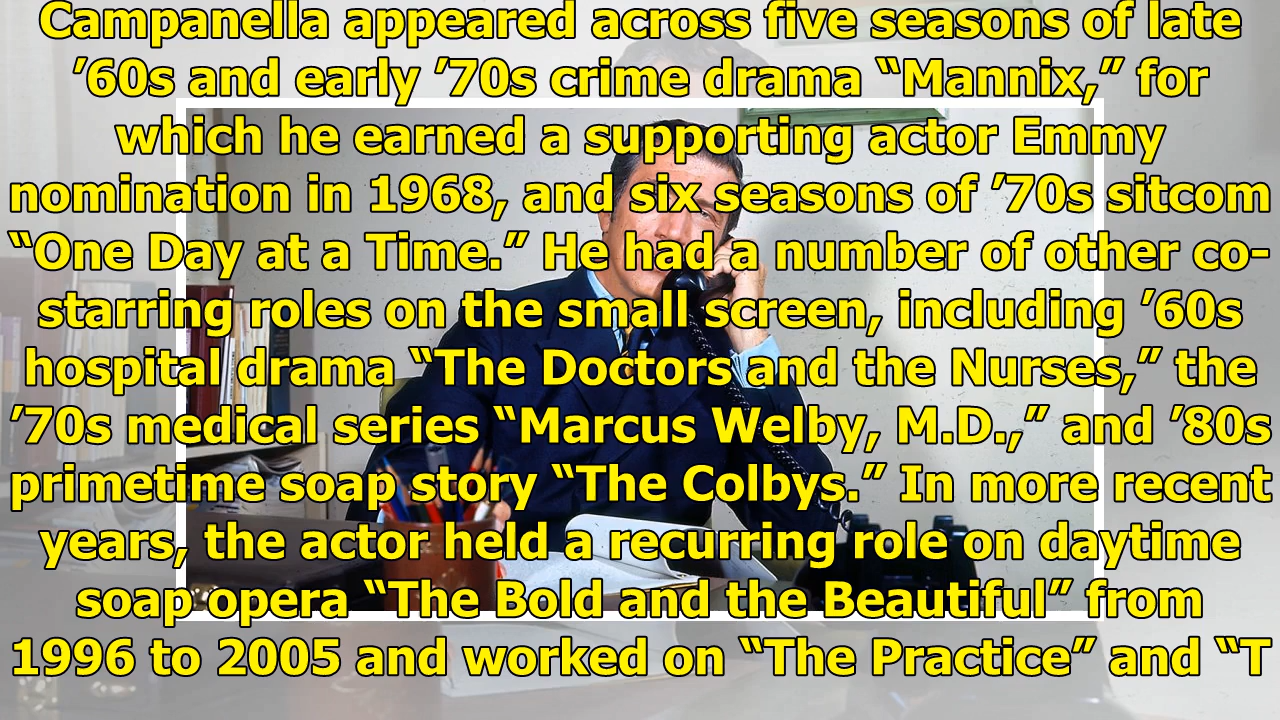 Campanella appeared across five seasons of late
’60s and early ’70s crime drama “Mannix,” for
which he earned a supporting actor Emmy
nomination in 1968, and six seasons of ’70s sitcom
“One Day at a Time.” He had a number of other co-
starring roles on the small screen, including ’60s
hospital drama “The Doctors and the Nurses,” the
’70s medical series “Marcus Welby, M.D.,” and ’80s
primetime soap story “The Colbys.” In more recent
years, the actor held a recurring role on daytime
soap opera “The Bold and the Beautiful” from
1996 to 2005 and worked on “The Practice” and “T